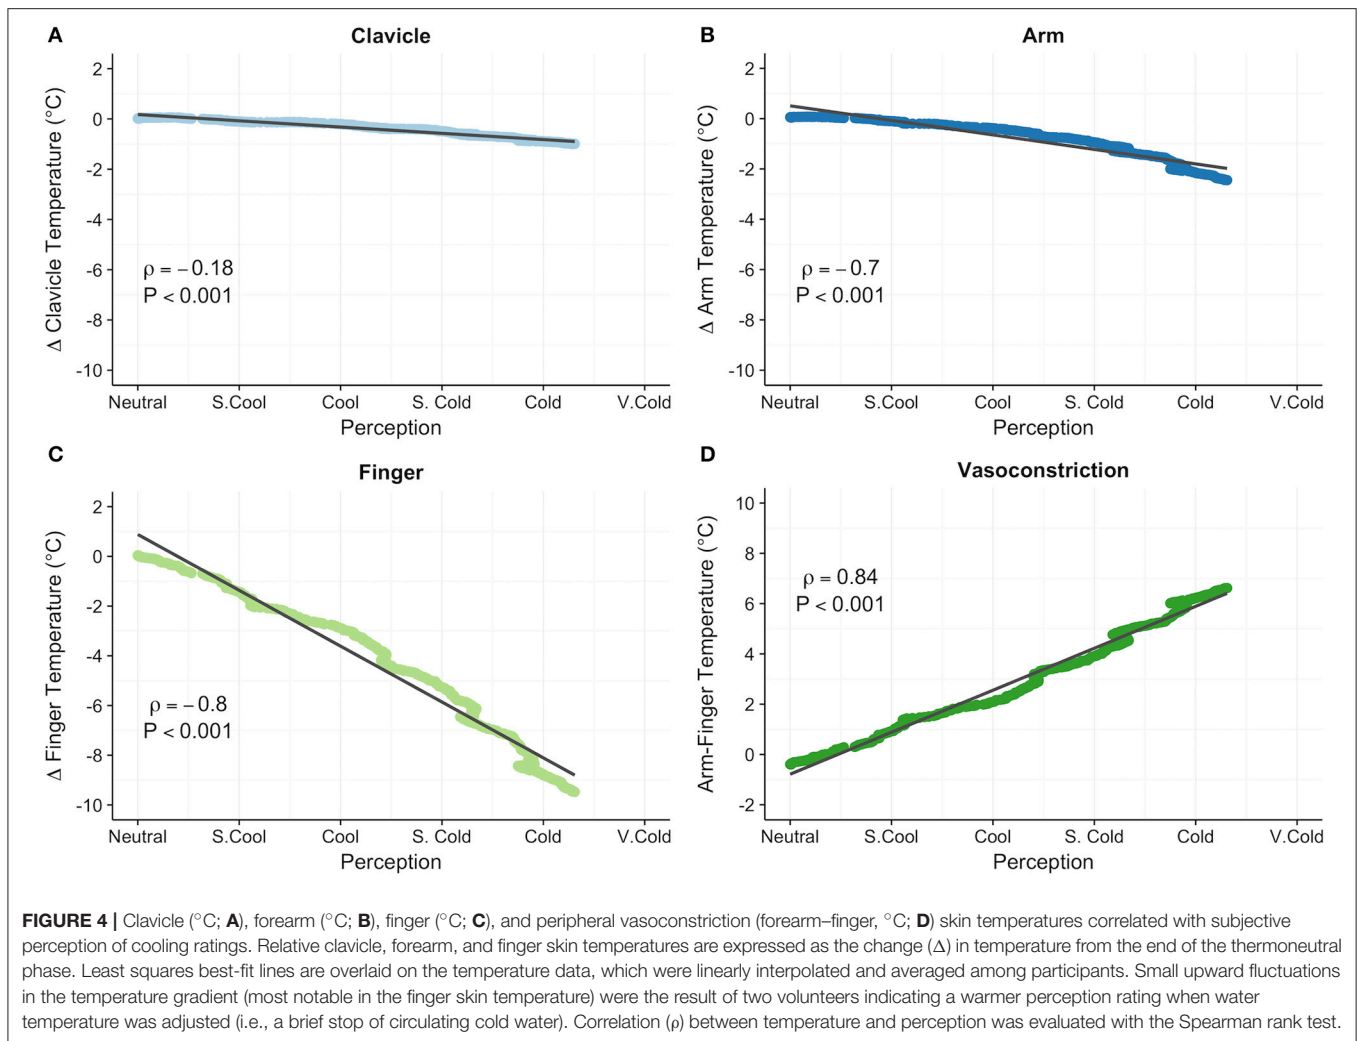 A
Clavicle
2
0
-2
-4
-6
-8
-10
Δ Clavicle Temperature (°C)
ρ = – 0.18
P < 0.001
Neutral S.Cool Cool S. Cold Cold V.Cold
Perception
B
Arm
2
0
-2
-4
-6
-8
-10
Δ Arm Temperature (°C)
ρ = – 0.7
P < 0.001
Neutral S.Cool Cool S. Cold Cold V.Cold
Perception
C
Finger
2
0
-2
-4
-6
-8
-10
Δ Finger Temperature (°C)
ρ = – 0.8
P < 0.001
Neutral S.Cool Cool S. Cold Cold V.Cold
Perception
D
Vasoconstriction
10
8
6
4
2
0
-2
Arm-Finger Temperature (°C)
ρ = 0.84
P < 0.001
Neutral S.Cool Cool S. Cold Cold V.Cold
Perception
FIGURE 4 | Clavicle (°C; A), forearm (°C; B), finger (°C; C), and peripheral vasoconstriction (forearm–finger, °C; D) skin temperatures correlated with subjective
perception of cooling ratings. Relative clavicle, forearm, and finger skin temperatures are expressed as the change (Δ) in temperature from the end of the thermoneutral
phase. Least squares best-fit lines are overlaid on the temperature data, which were linearly interpolated and averaged among participants. Small upward fluctuations
in the temperature gradient (most notable in the finger skin temperature) were the result of two volunteers indicating a warmer perception rating when water
temperature was adjusted (i.e., a brief stop of circulating cold water). Correlation (ρ) between temperature and perception was evaluated with the Spearman rank test.